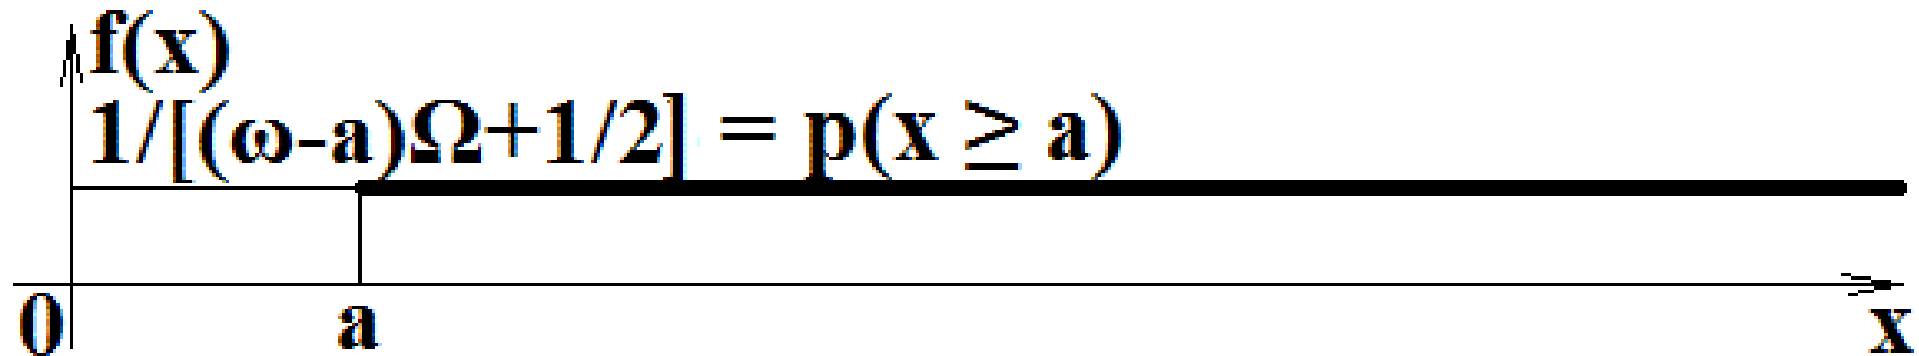 f(x)
1/[(ω-a)Ω+1/2] = p(x ≥ a)
0 a x